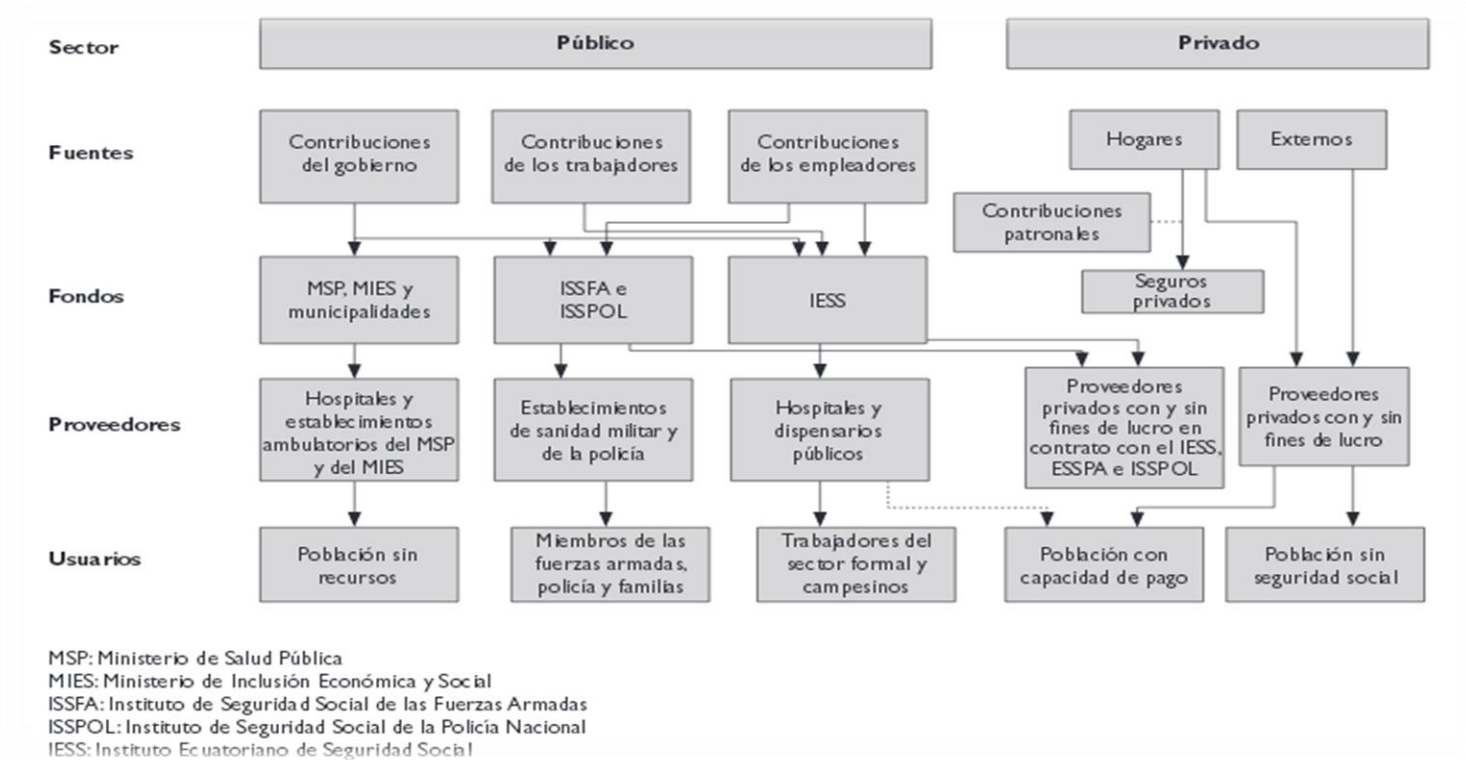 Sector
Público
Privado
Fuentes
Contribuciones
del gobierno
Contribuciones
de los trabajadores
Contribuciones
de los empleadores
Hogares
Externos
Contribuciones
patronales
Fondos
MSP, MIES y
municipalidades
ISSFA e
ISSPOL
IESS
Seguros
privados
Proveedores
Hospitales y
establecimientos
ambulatorios del MSP
y del MIES
Establecimientos
de sanidad militar y
de la policía
Hospitales y
dispensarios
públicos
Proveedores
privados con y sin
fines de lucro en
contrato con el IESS,
ESSPA e ISSPOL
Proveedores
privados con y sin
fines de lucro
Usuarios
Población sin
recursos
Miembros de las
fuerzas armadas,
policía y familias
Trabajadores del
sector formal y
campesinos
Población con
capacidad de pago
Población sin
seguridad social
MSP: Ministerio de Salud Pública
MIES: Ministerio de Inclusión Económica y Social
ISSFA: Instituto de Seguridad Social de las Fuerzas Armadas
ISSPOL: Instituto de Seguridad Social de la Policía Nacional
IESS: Instituto Ecuatoriano de Seguridad Social